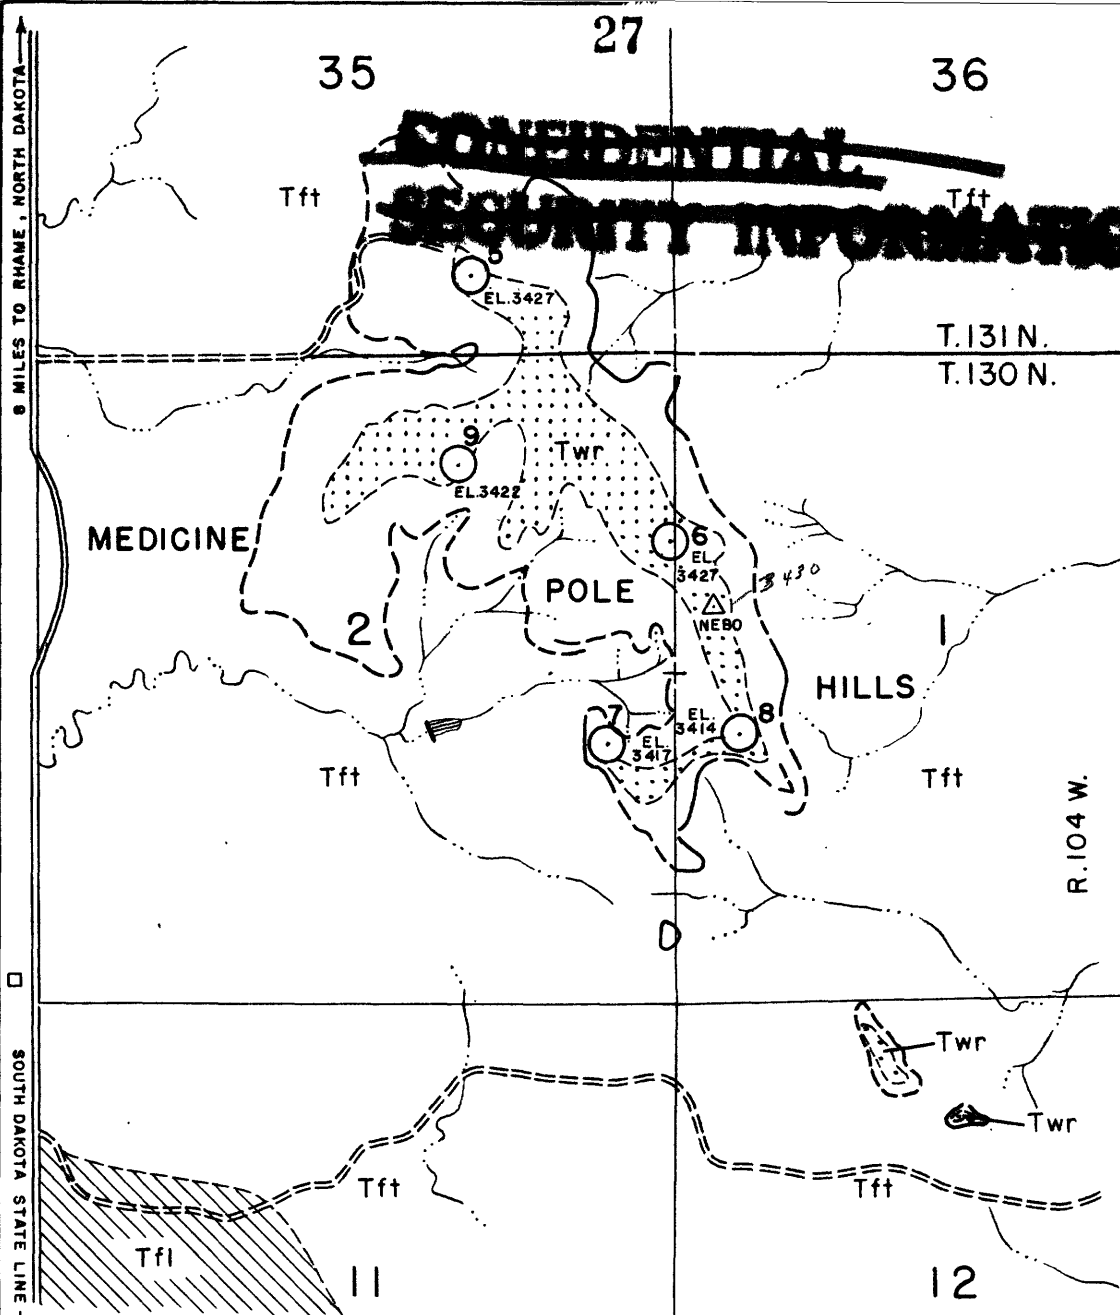 27
35
36
CONFIDENTIAL
SECURITY INFORMATIO
Tft
Tft
8 MILES TO RHAME, NORTH DAKOTA
5
EL.3427
T.131 N.
T.130 N.
9
EL.3422
Twr
MEDICINE
POLE
HILLS
6
EL.
3427
3430
NEBO
2
1
7
EL.
3417
EL.
3414
8
Tft
Tft
R.104 W.
Twr
Twr
SOUTH DAKOTA STATE LINE
Tft
Tft
Tfl
11
12